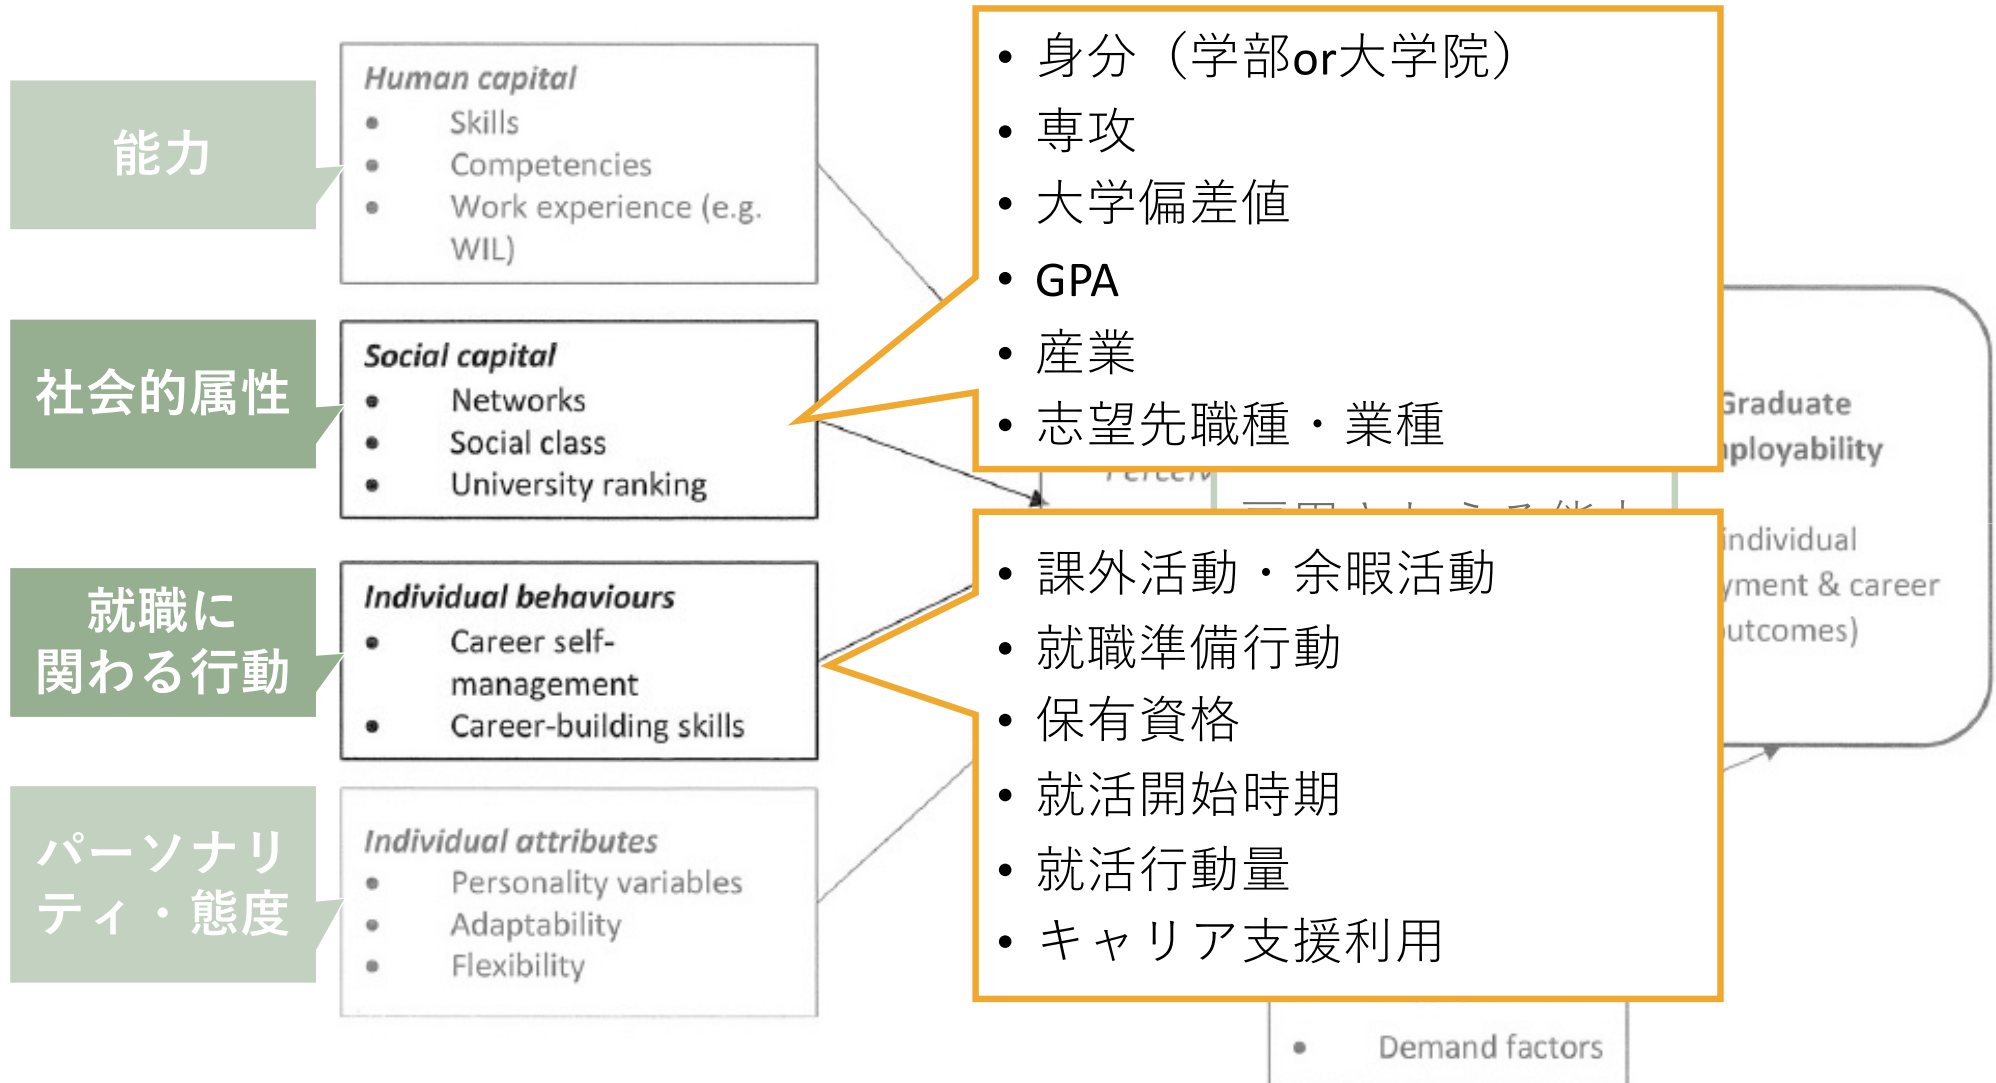 能力
Human capital
• Skills
• Competencies
• Work experience (e.g.
WIL)
社会的属性
Social capital
• Networks
• Social class
• University ranking
就職に
関わる行動
Individual behaviours
• Career self-
management
• Career-building skills
パーソナリ
ティ・態度
Individual attributes
• Personality variables
• Adaptability
• Flexibility
• 身分（学部or大学院）
• 専攻
• 大学偏差値
• GPA
• 産業
• 志望先職種・業種
• 課外活動・余暇活動
• 就職準備行動
• 保有資格
• 就活開始時期
• 就活行動量
• キャリア支援利用
Graduate
ployability
individual
yment & career
utcomes)
• Demand factors